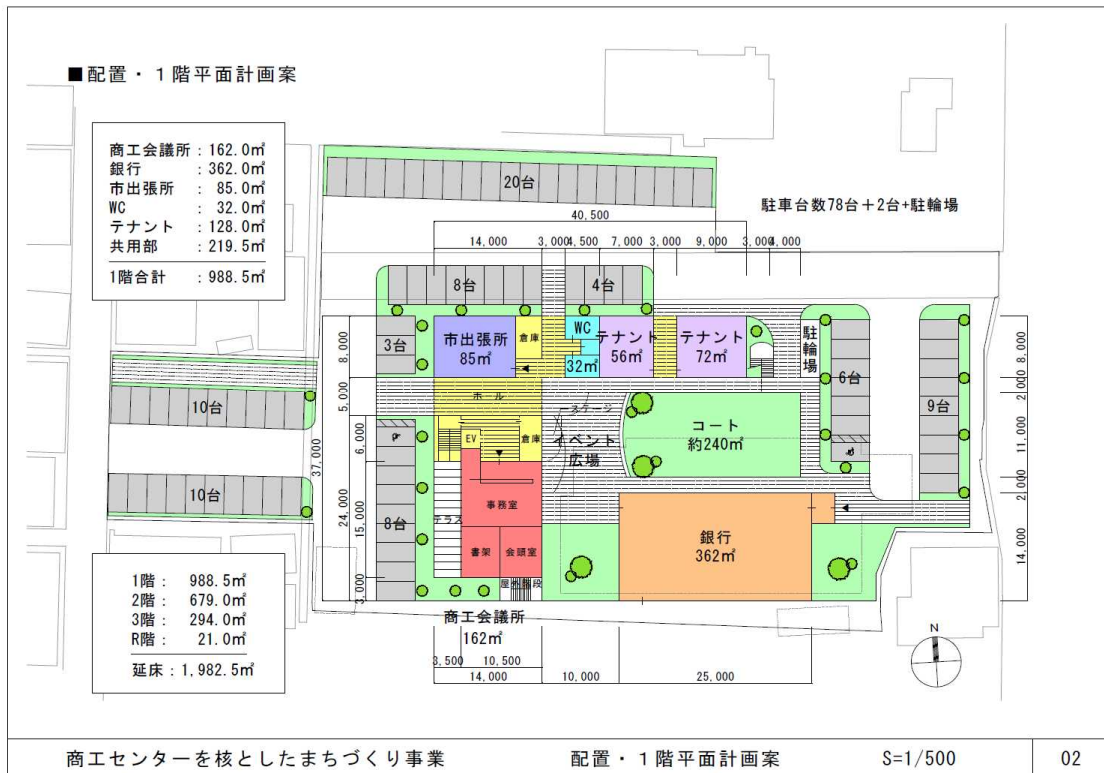 ■配置・１階平面計画案
商工会議所：162.0㎡
銀行：362.0㎡
市出張所：85.0㎡
WC：32.0㎡
テナント：128.0㎡
共用部：219.5㎡
1階合計：988.5㎡
20台
駐車台数78台＋2台+駐輪場
40,500
14,000
3,000
4,500
7,000
3,000
9,000
3,000
4,000
8台
4台
3台
市出張所
85㎡
倉庫
WC
32㎡
テナント
56㎡
テナント
72㎡
駐輪場
6台
9台
8,000
5,000
6,000
15,000
3,000
24,000
37,000
8,000
2,000
11,000
2,000
14,000
10台
10台
8台
ホール
EV
倉庫
ステージ
イベント
広場
コート
約240㎡
事務室
テラス
書架
会頭室
屋外階段
銀行
362㎡
商工会議所
162㎡
3,500
10,500
14,000
10,000
25,000
N
1階：988.5㎡
2階：679.0㎡
3階：294.0㎡
R階：21.0㎡
延床：1,982.5㎡
商工センターを核としたまちづくり事業
配置・１階平面計画案
S=1/500
02